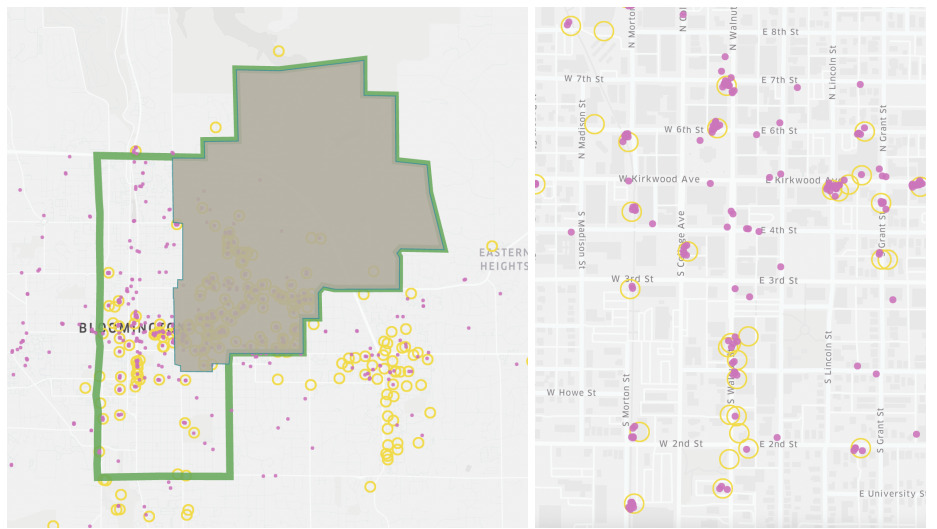 EASTERN
HEIGHTS
BLOOMINGTO
N Morton
N Walnut
E 8th St
W 7th St
E 7th St
N Lincoln St
N Madison St
W 6th St
E 6th St
N Grant St
W Kirkwood Ave
E Kirkwood Ave
S Madison St
S College Ave
E 4th St
Grant St
W 3rd St
E 3rd St
S Lincoln St
W Howe St
S Morton St
S Wa
S Grant St
W 2nd St
E 2nd St
E University St